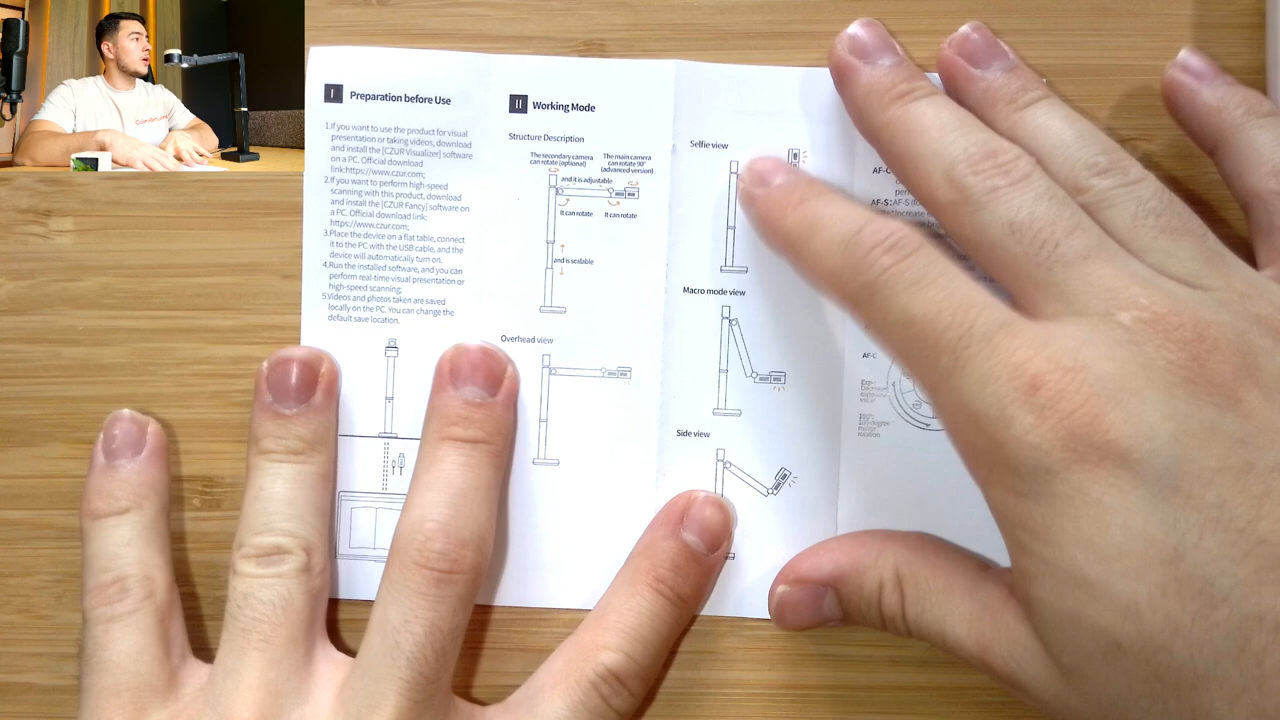 I Preparation before Use
1.If you want to use the product for visual
presentation or taking videos, download
and install the [CZUR Visualizer] software
on a PC. Official download
link:https://www.czur.com;
2.If you want to perform high-speed
scanning with this product, download
and install the [CZUR Fancy] software on
a PC. Official download link:
https://www.czur.com;
3.Place the device on a flat table, connect
it to the PC with the USB cable, and the
device will automatically turn on.
4.Run the installed software, and you can
perform real-time visual presentation or
high-speed scanning;
5.Videos and photos taken are saved
locally on the PC. You can change the
default save location.
II Working Mode
Structure Description
The secondary camera
can rotate (optional)
The main camera
can rotate 90°
(advanced version)
and it is adjustable
It can rotate
It can rotate
and is scalable
Overhead view
Selfie view
Macro mode view
Side view
AF-C
AF-S:AF-S
Increase
AF-C